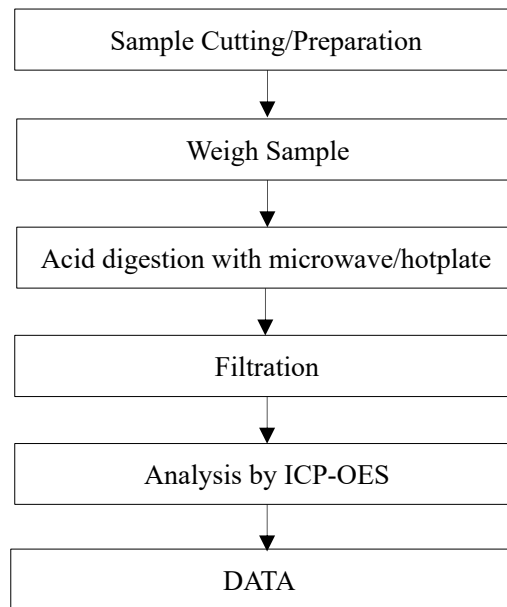 Sample Cutting/Preparation
Weigh Sample
Acid digestion with microwave/hotplate
Filtration
Analysis by ICP-OES
DATA